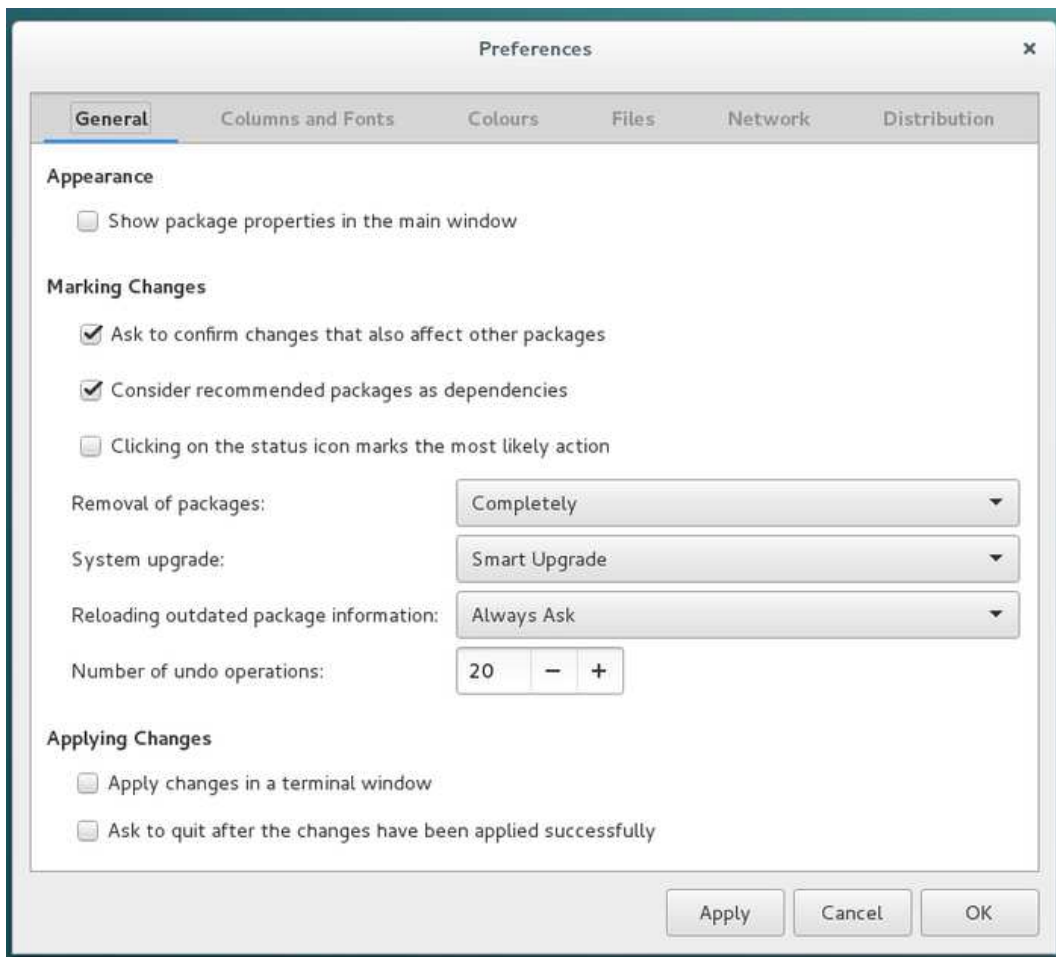 Preferences
General Columns and Fonts Colours Files Network Distribution
Appearance
Show package properties in the main window
Marking Changes
Ask to confirm changes that also affect other packages
Consider recommended packages as dependencies
Clicking on the status icon marks the most likely action
Removal of packages: Completely
System upgrade: Smart Upgrade
Reloading outdated package information: Always Ask
Number of undo operations: 20 − +
Applying Changes
Apply changes in a terminal window
Ask to quit after the changes have been applied successfully
Apply Cancel OK